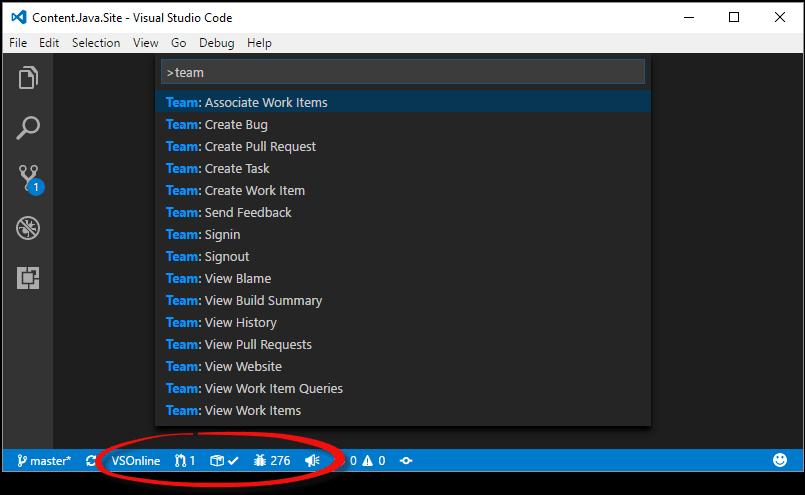 Content.Java.Site - Visual Studio Code
File Edit Selection View Go Debug Help
>team
Team: Associate Work Items
Team: Create Bug
Team: Create Pull Request
Team: Create Task
Team: Create Work Item
Team: Send Feedback
Team: Signin
Team: Signout
Team: View Blame
Team: View Build Summary
Team: View History
Team: View Pull Requests
Team: View Website
Team: View Work Item Queries
Team: View Work Items
1
master* VSOnline 1 276 0 0